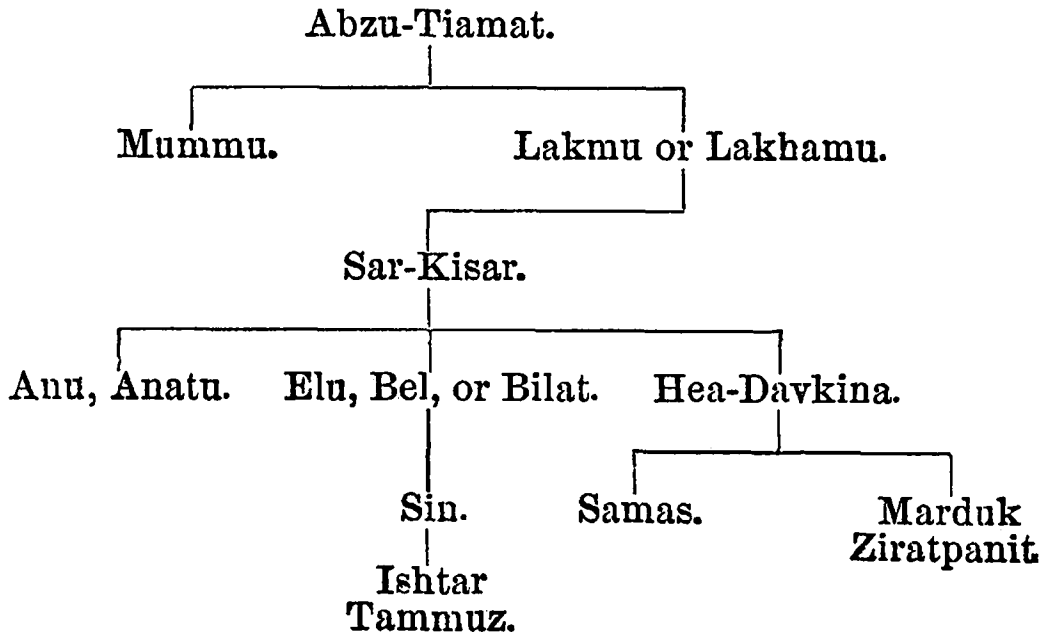 Abzu-Tiamat.
Mummu. Lakmu or Lakhamu.
Sar-Kisar.
Anu, Anatu. Elu, Bel, or Bilat. Hea-Davkina.
Sin. Samas. Marduk
Ziratpanit.
Ishtar
Tammuz.